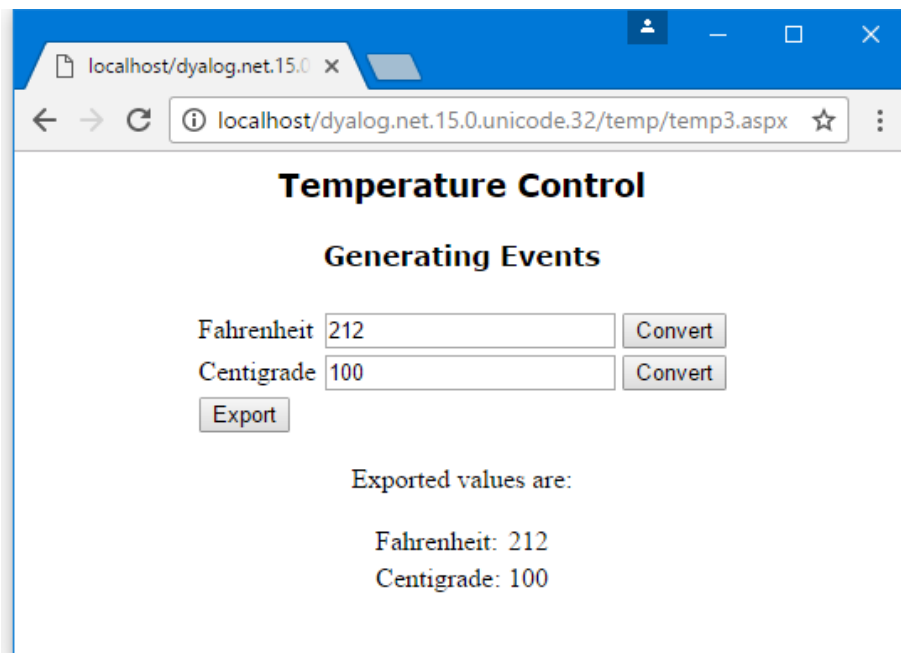 localhost/dyalog.net.15.0
localhost/dyalog.net.15.0.unicode.32/temp/temp3.aspx
Temperature Control
Generating Events
Fahrenheit 212 Convert
Centigrade 100 Convert
Export
Exported values are:
Fahrenheit: 212
Centigrade: 100